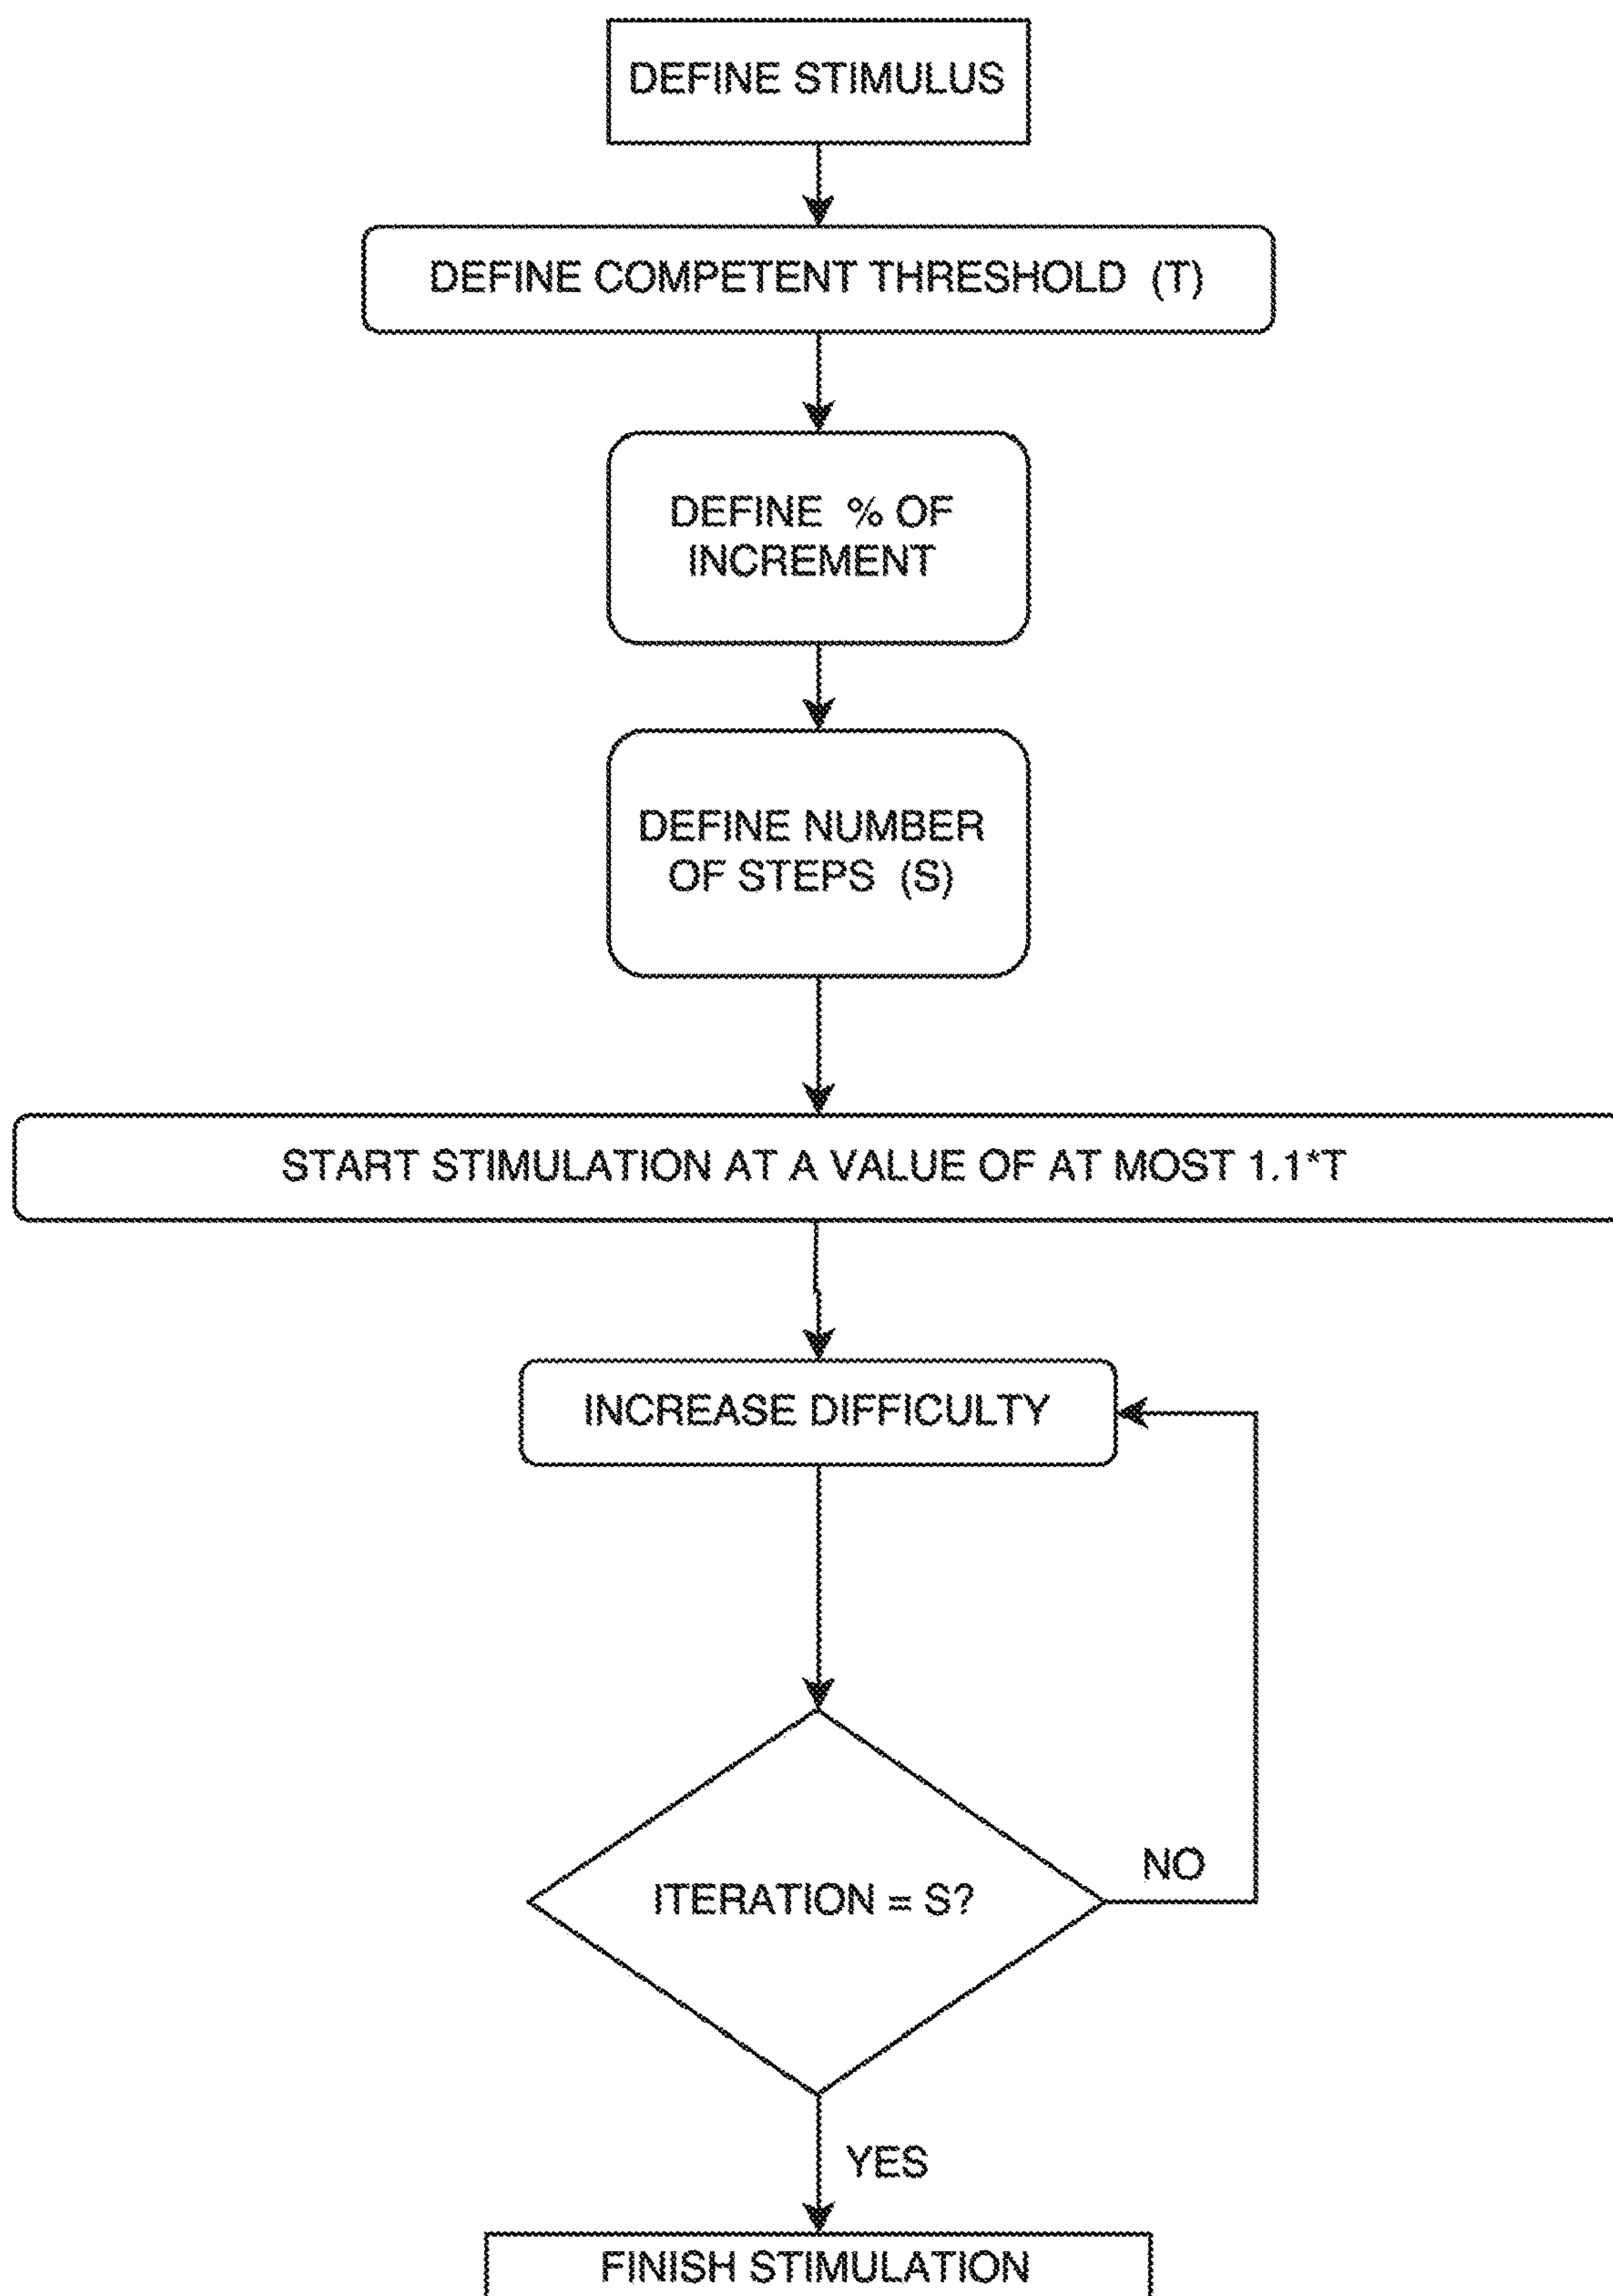 DEFINE STIMULUS
DEFINE COMPETENT THRESHOLD (T)
DEFINE % OF
INCREMENT
DEFINE NUMBER
OF STEPS (S)
START STIMULATION AT A VALUE OF AT MOST 1.1*T
INCREASE DIFFICULTY
ITERATION = S?
NO
YES
FINISH STIMULATION